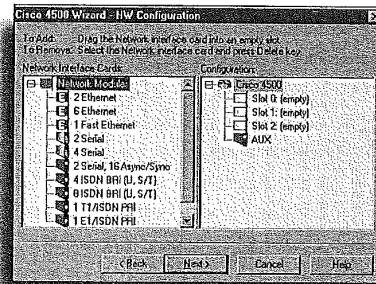 Cisco 4500 Wizard - HW Configuration
To Add: Drag the Network interface card into an empty slot.
To Remove: Select the Network interface card and press Delete key.
Network Interface Cards:
Network Module
2 Ethernet
6 Ethernet
1 Fast Ethernet
2 Serial
4 Serial
2 Serial, 16 Async/Sync
4 ISDN BRI (U, S/T)
8 ISDN BRI (U, S/T)
1 T1/ISDN PRI
1 E1/ISDN PRI
Configuration:
Cisco 4500
Slot 0: (empty)
Slot 1: (empty)
Slot 2: (empty)
AUX
< Back
Next >
Cancel
Help